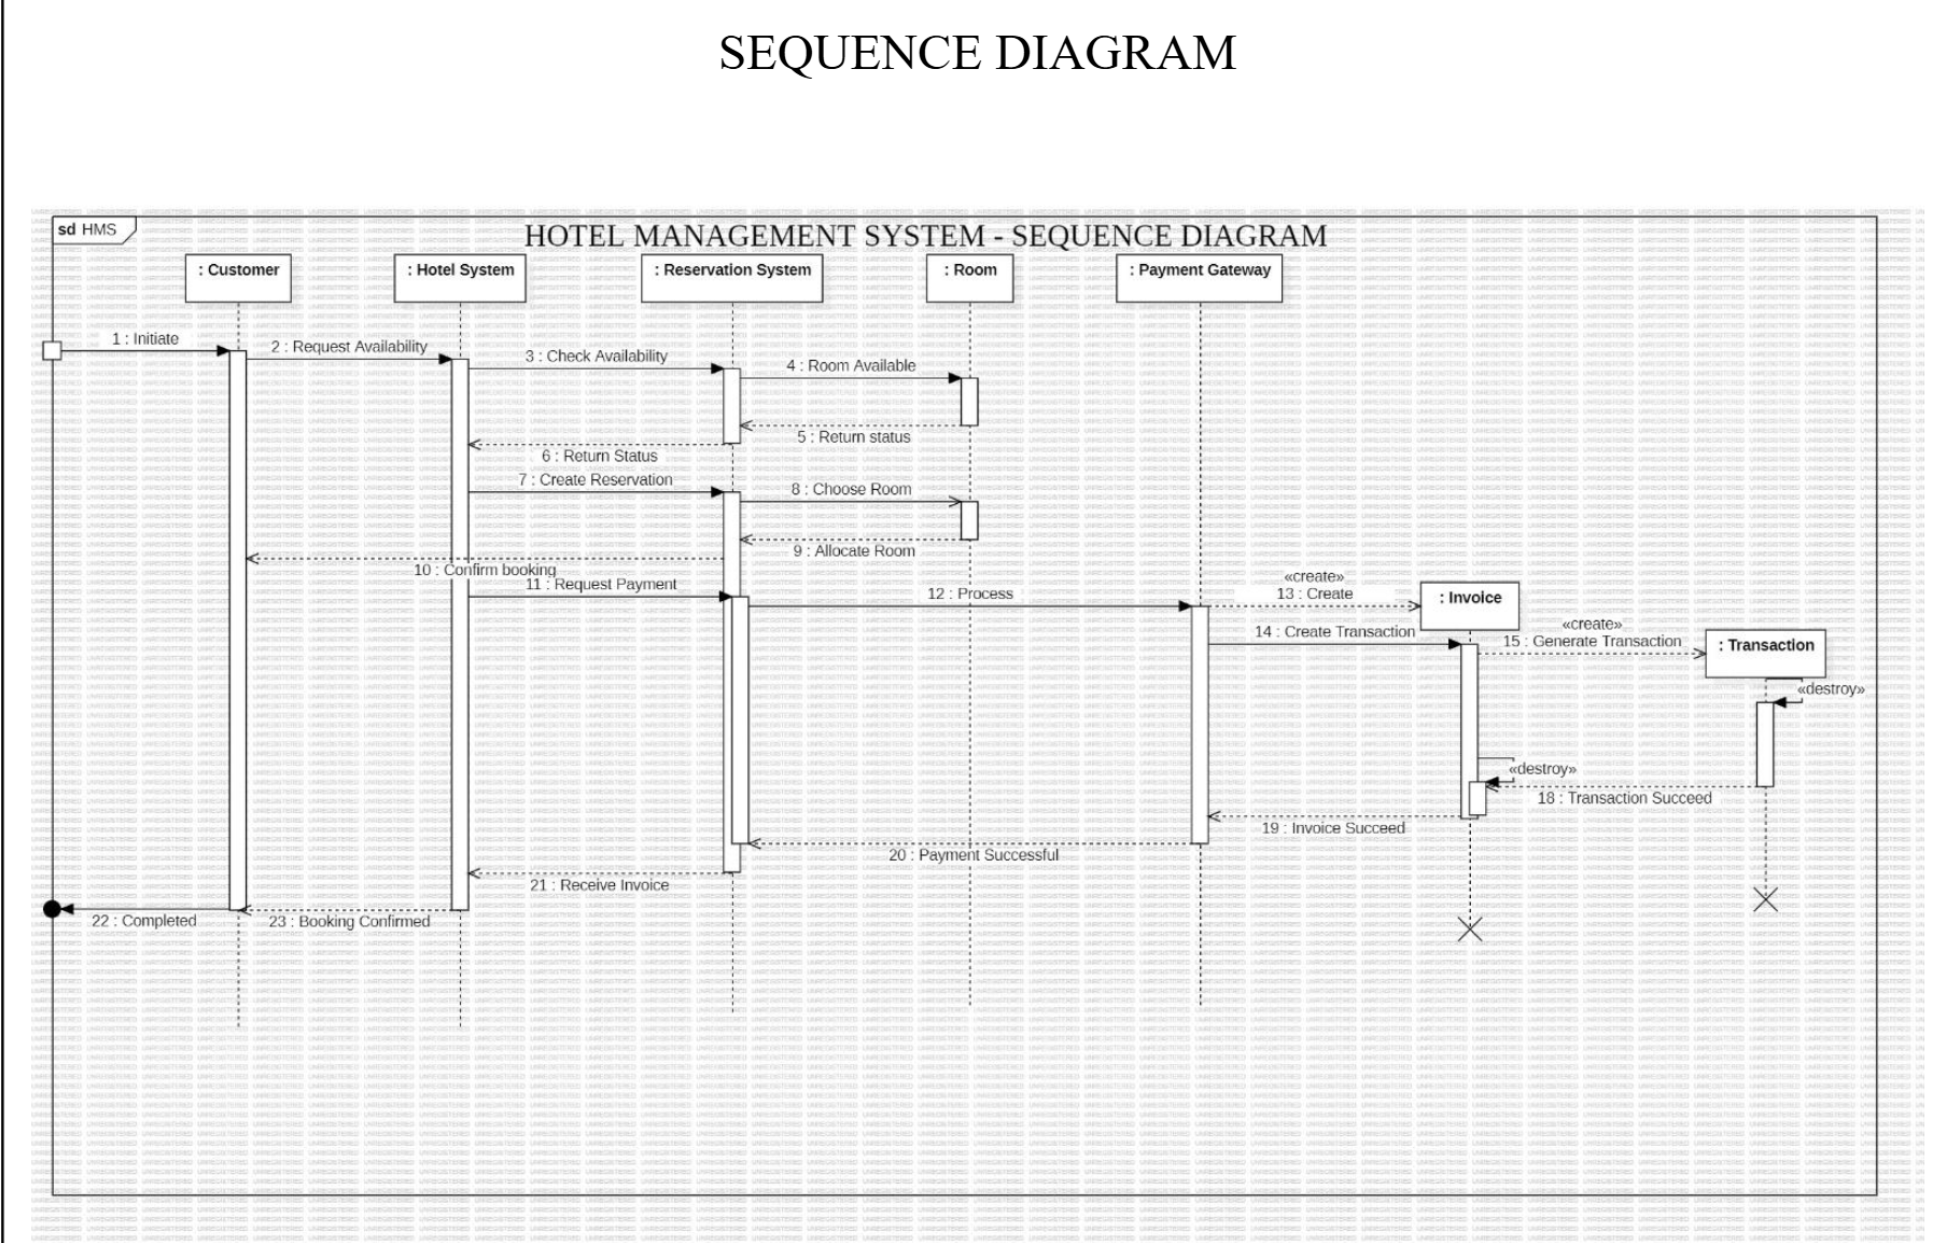 SEQUENCE DIAGRAM
sd HMS
HOTEL MANAGEMENT SYSTEM - SEQUENCE DIAGRAM
: Customer
: Hotel System
: Reservation System
: Room
: Payment Gateway
1 : Initiate
2 : Request Availability
3 : Check Availability
4 : Room Available
5 : Return status
6 : Return Status
7 : Create Reservation
8 : Choose Room
9 : Allocate Room
10 : Confirm booking
11 : Request Payment
12 : Process
«create»
13 : Create
: Invoice
14 : Create Transaction
«create»
15 : Generate Transaction
: Transaction
«destroy»
«destroy»
18 : Transaction Succeed
19 : Invoice Succeed
20 : Payment Successful
21 : Receive Invoice
22 : Completed
23 : Booking Confirmed